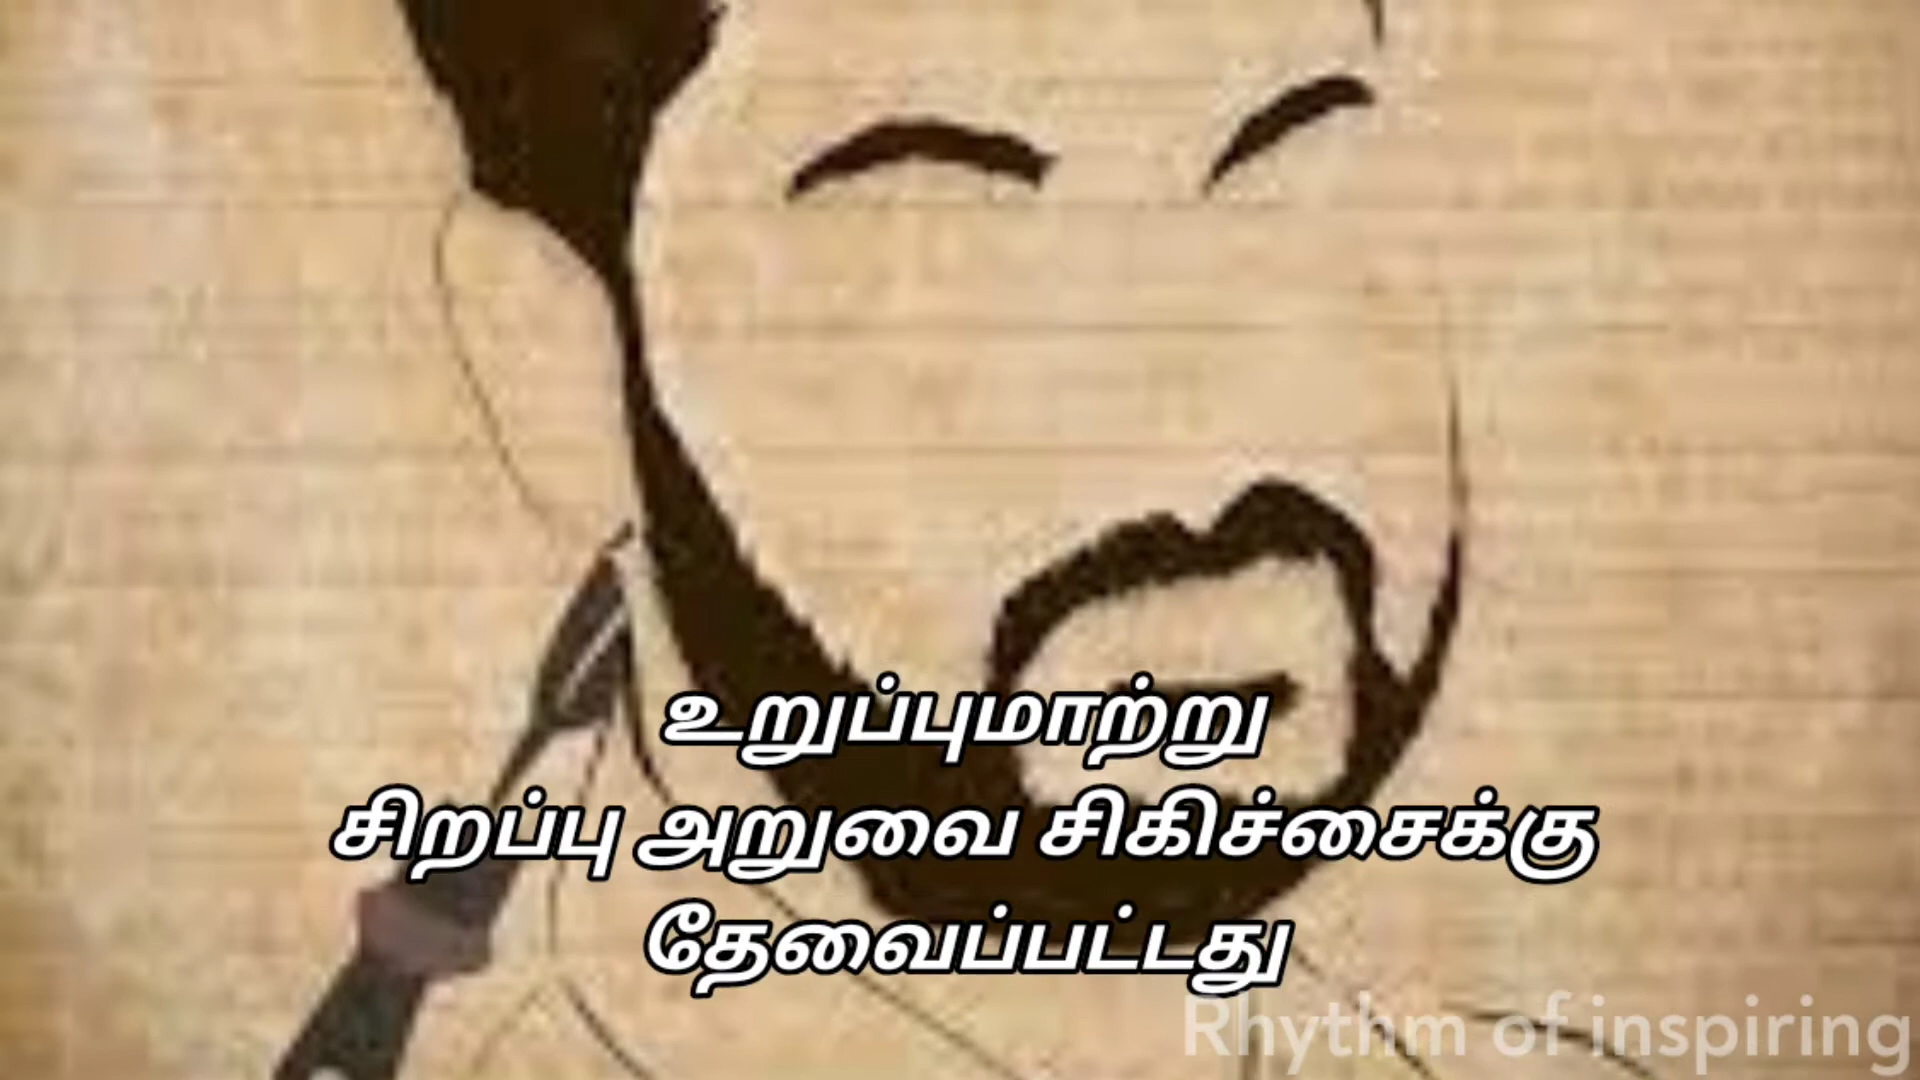 உறுப்புமாற்று
சிறப்பு அறுவை சிகிச்சைக்கு
தேவைப்பட்டது
Rhythm of inspiring